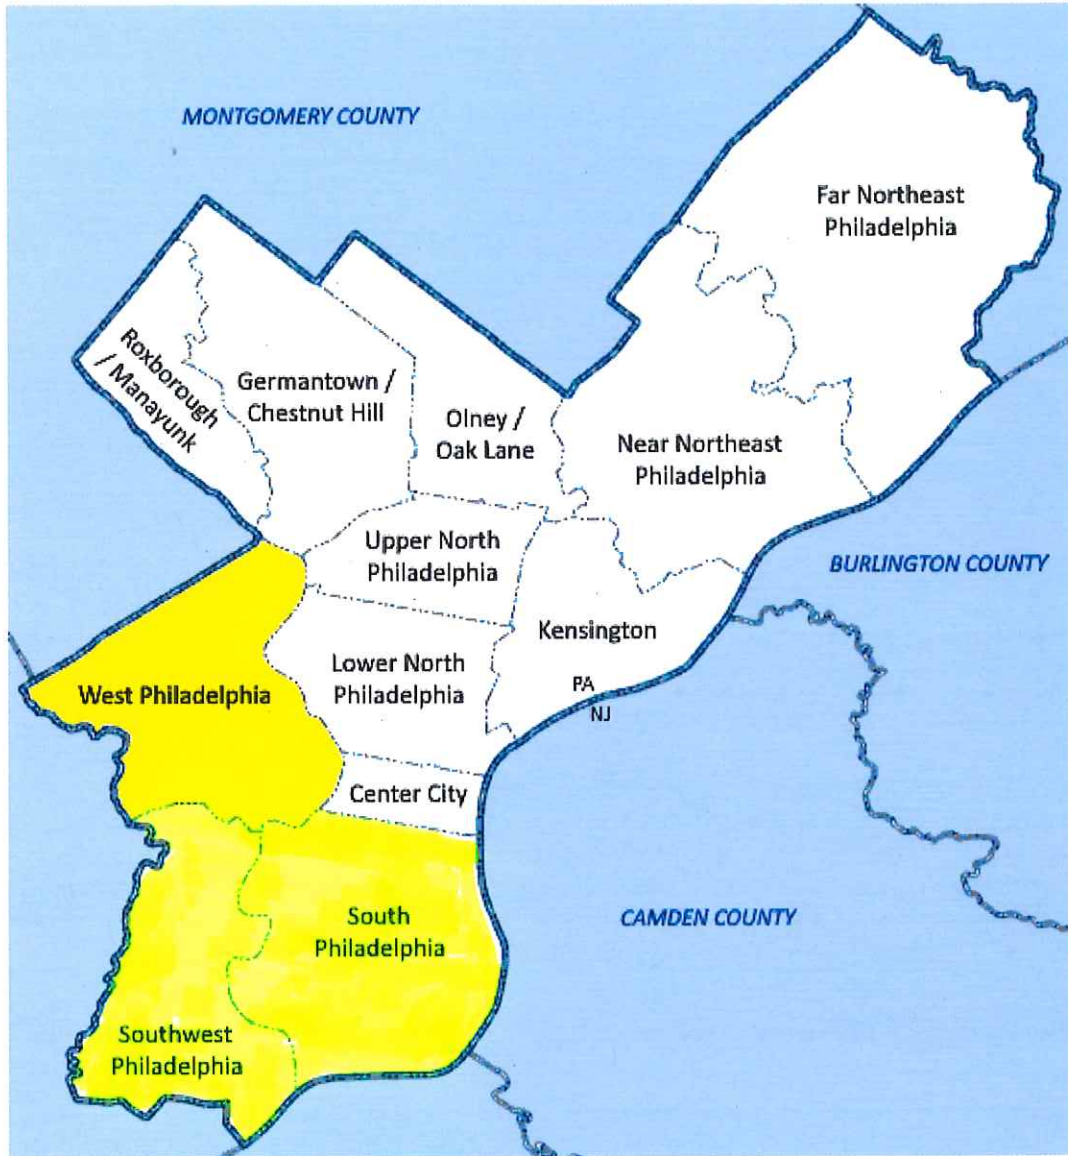 MONTGOMERY COUNTY
Far Northeast
Philadelphia
Roxborough
/ Manayunk
Germantown /
Chestnut Hill
Olney /
Oak Lane
Near Northeast
Philadelphia
Upper North
Philadelphia
BURLINGTON COUNTY
Kensington
Lower North
Philadelphia
West Philadelphia
PA
NJ
Center City
South
Philadelphia
CAMDEN COUNTY
Southwest
Philadelphia